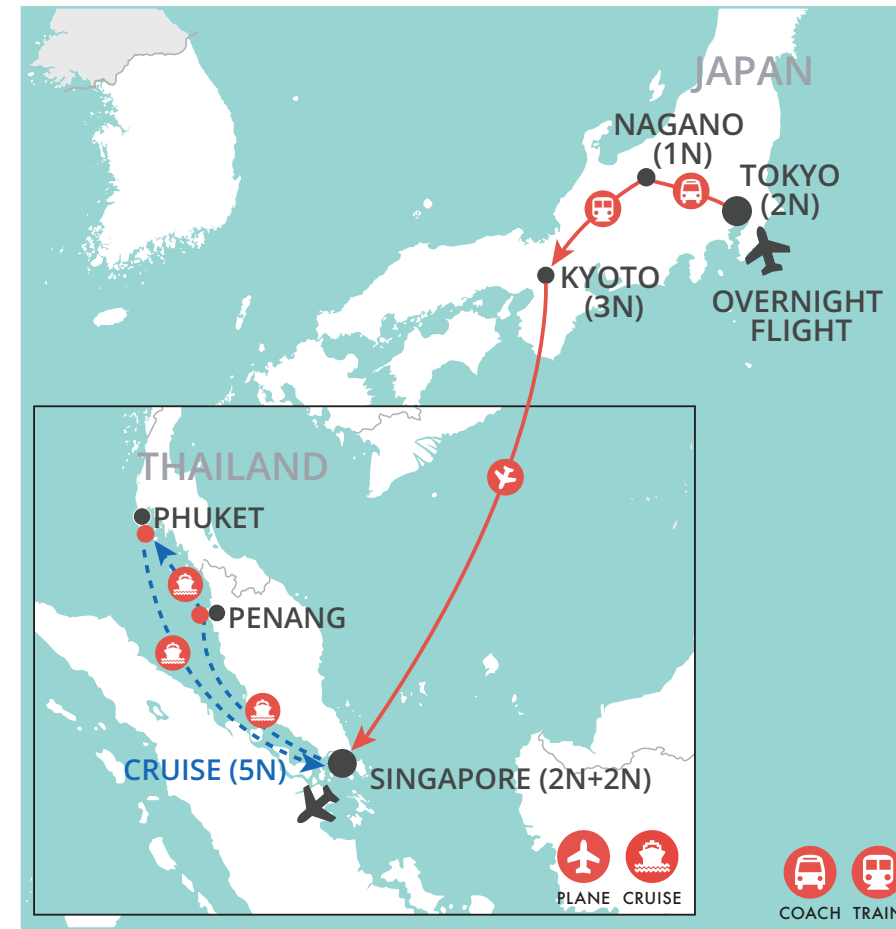 JAPAN
NAGANO
(1N)
TOKYO
(2N)
KYOTO
(3N)
OVERNIGHT
FLIGHT
THAILAND
PHUKET
PENANG
CRUISE (5N)
SINGAPORE (2N+2N)
PLANE CRUISE
COACH TRAIN